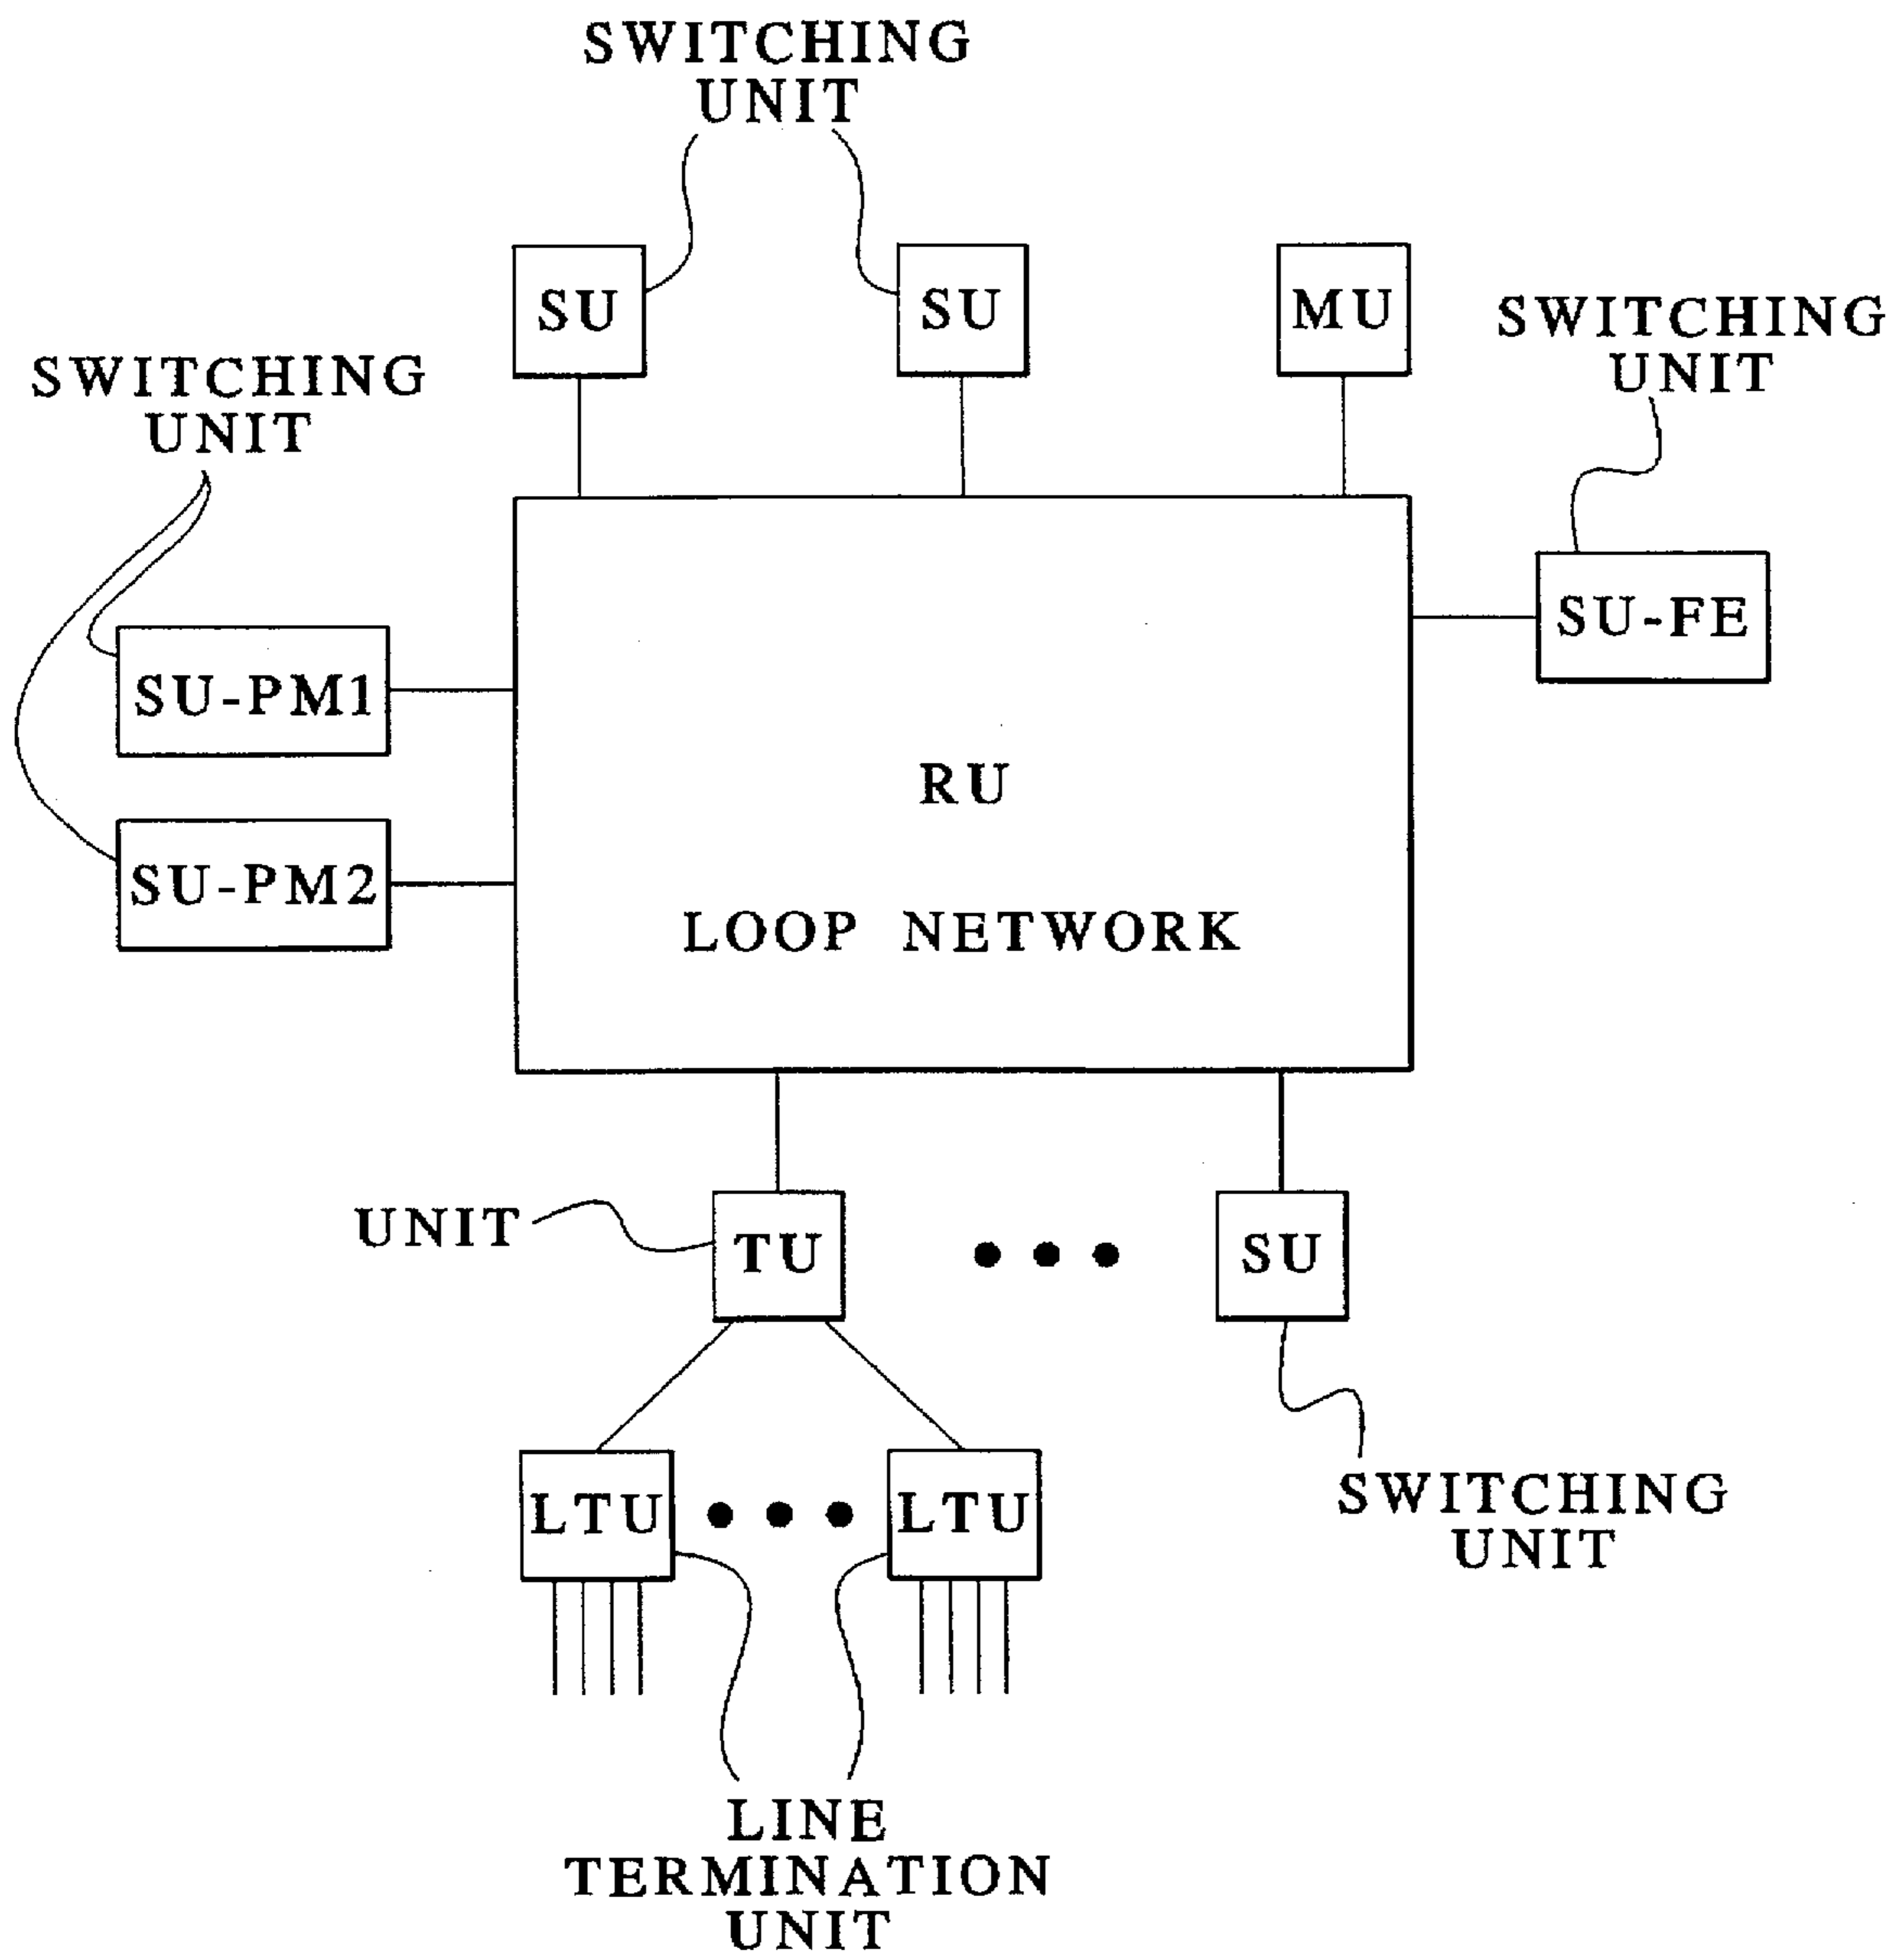 SWITCHING
UNIT
SU
SU
MU
SWITCHING
UNIT
SWITCHING
UNIT
SU-FE
SU-PM1
RU
SU-PM2
LOOP NETWORK
UNIT
TU
SU
LTU
LTU
SWITCHING
UNIT
LINE
TERMINATION
UNIT